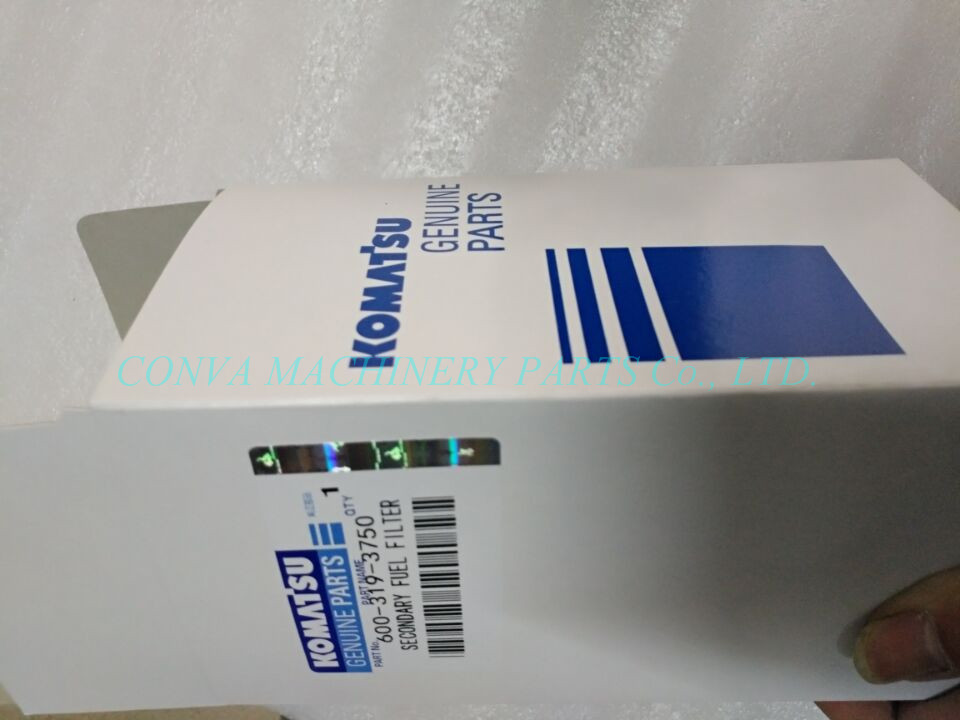 KOMATSU
GENUINE
PARTS
CONVA MACHINERY PARTS Co., LTD.
KOMATSU
GENUINE PARTS
PART No.
600-319-3750
PART NAME
QTY
1
SECONDARY FUEL FILTER